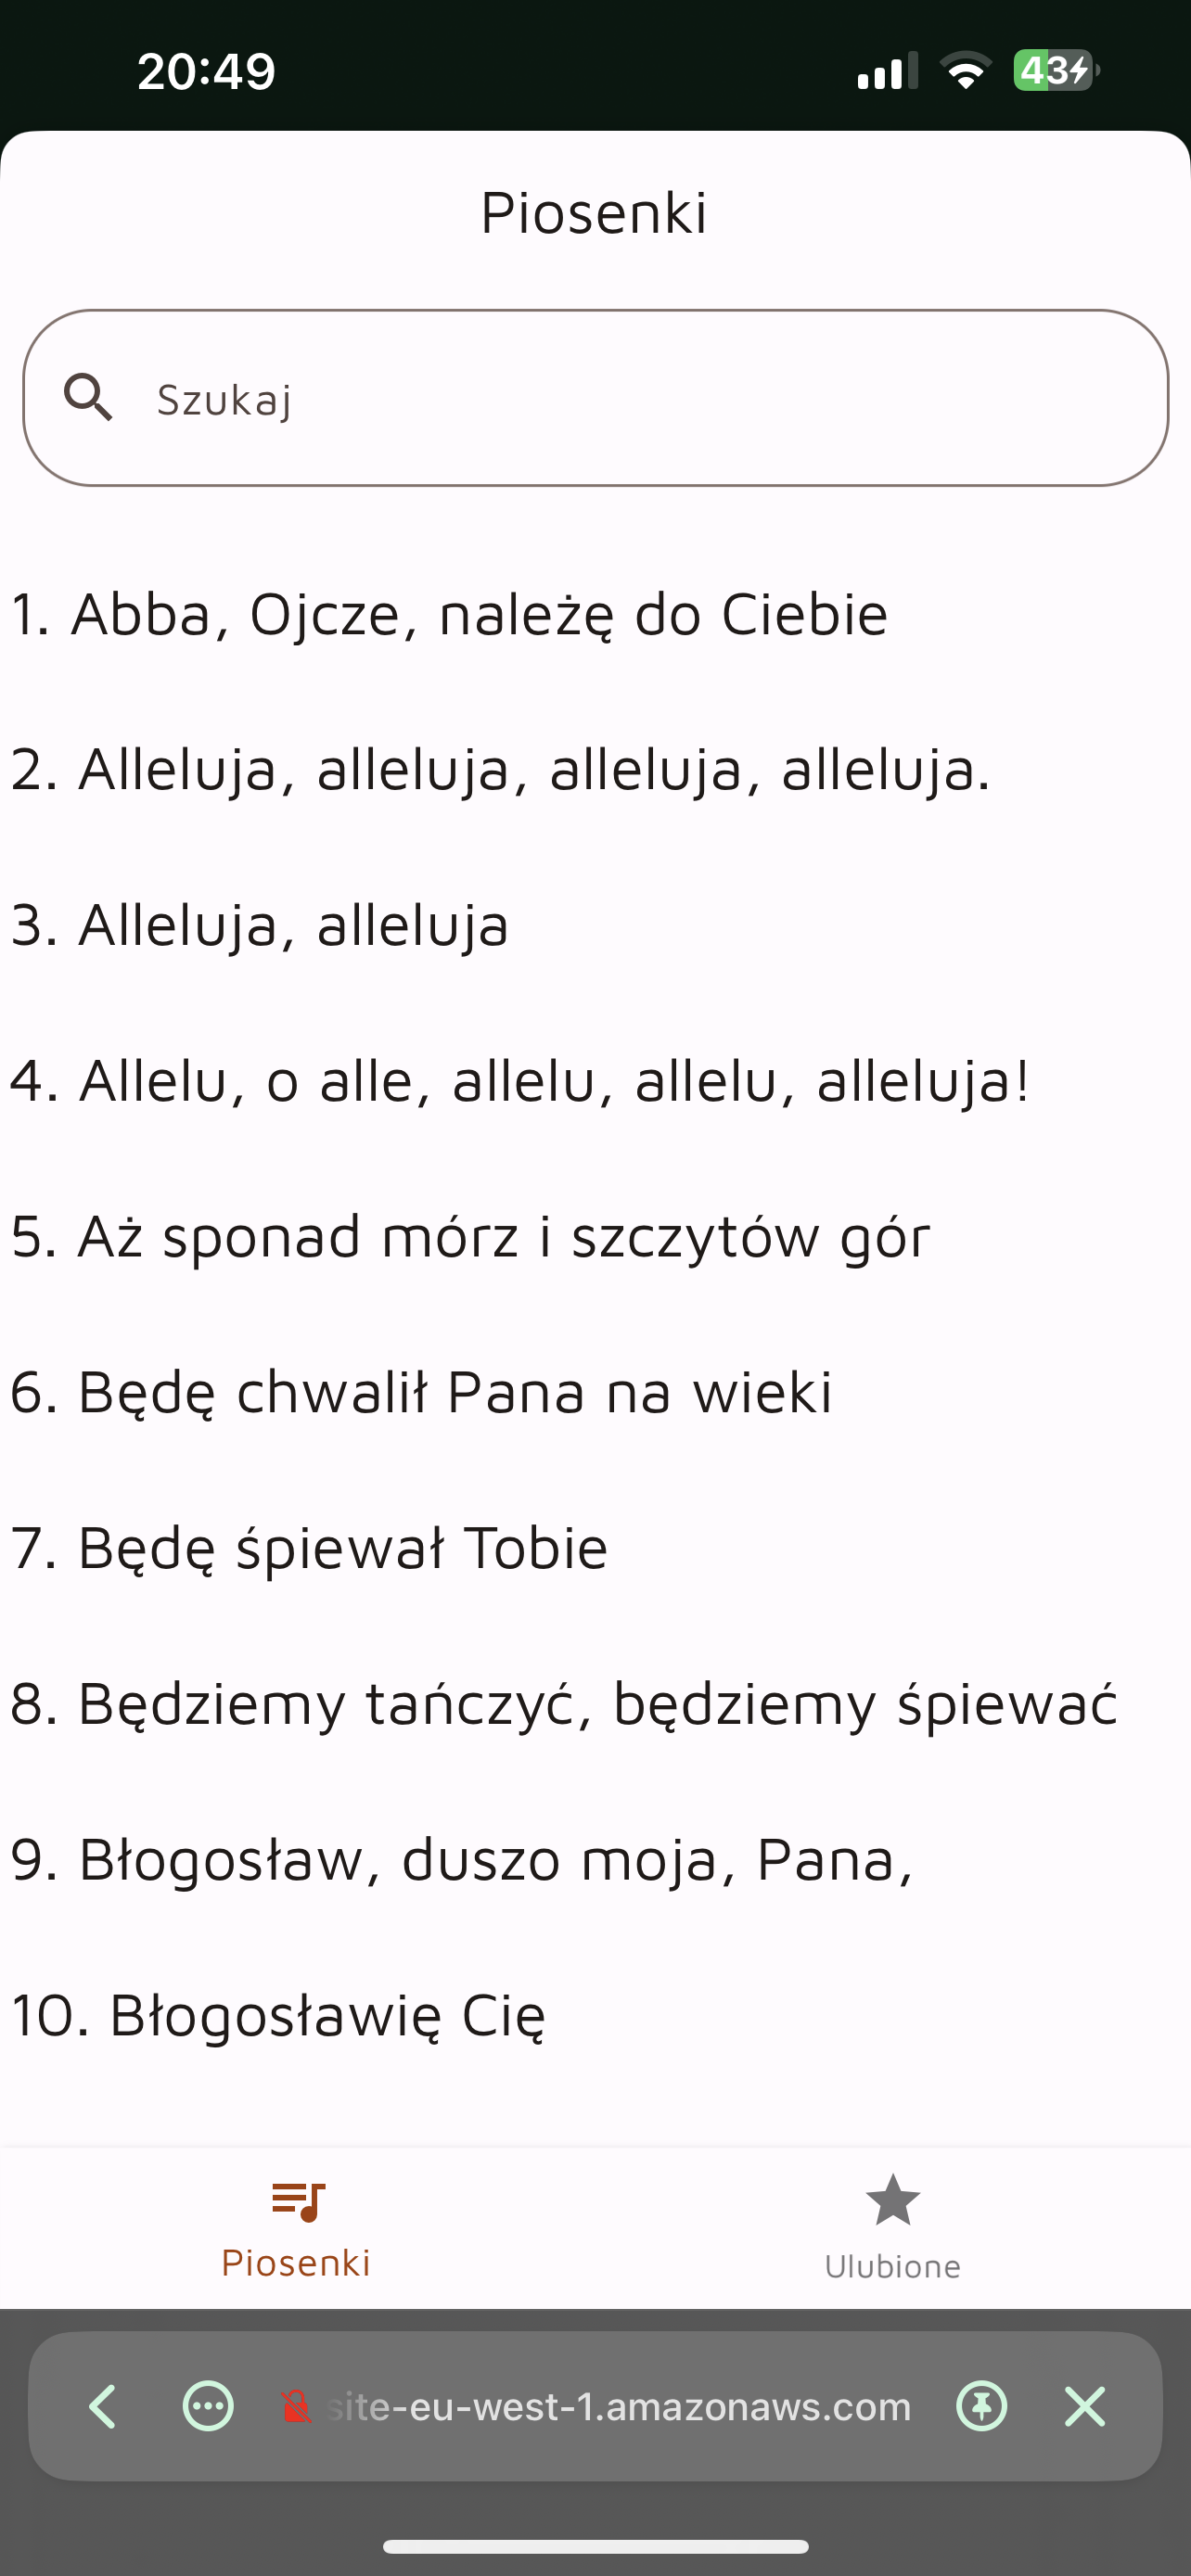 20:49
43
Piosenki
Szukaj
1. Abba, Ojcze, należę do Ciebie
2. Alleluja, alleluja, alleluja, alleluja.
3. Alleluja, alleluja
4. Allelu, o alle, allelu, allelu, alleluja!
5. Aż sponad mórz i szczytów gór
6. Będę chwalił Pana na wieki
7. Będę śpiewał Tobie
8. Będziemy tańczyć, będziemy śpiewać
9. Błogosław, duszo moja, Pana,
10. Błogosławię Cię
Piosenki
Ulubione
site-eu-west-1.amazonaws.com